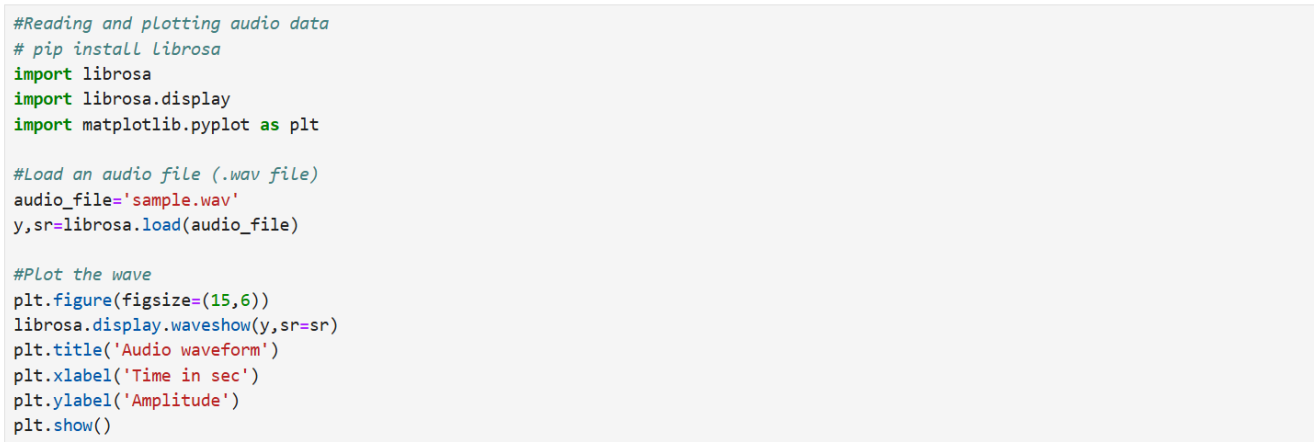 #Reading and plotting audio data
# pip install librosa
import librosa
import librosa.display
import matplotlib.pyplot as plt
#Load an audio file (.wav file)
audio_file='sample.wav'
y,sr=librosa.load(audio_file)
#Plot the wave
plt.figure(figsize=(15,6))
librosa.display.waveshow(y,sr=sr)
plt.title('Audio waveform')
plt.xlabel('Time in sec')
plt.ylabel('Amplitude')
plt.show()